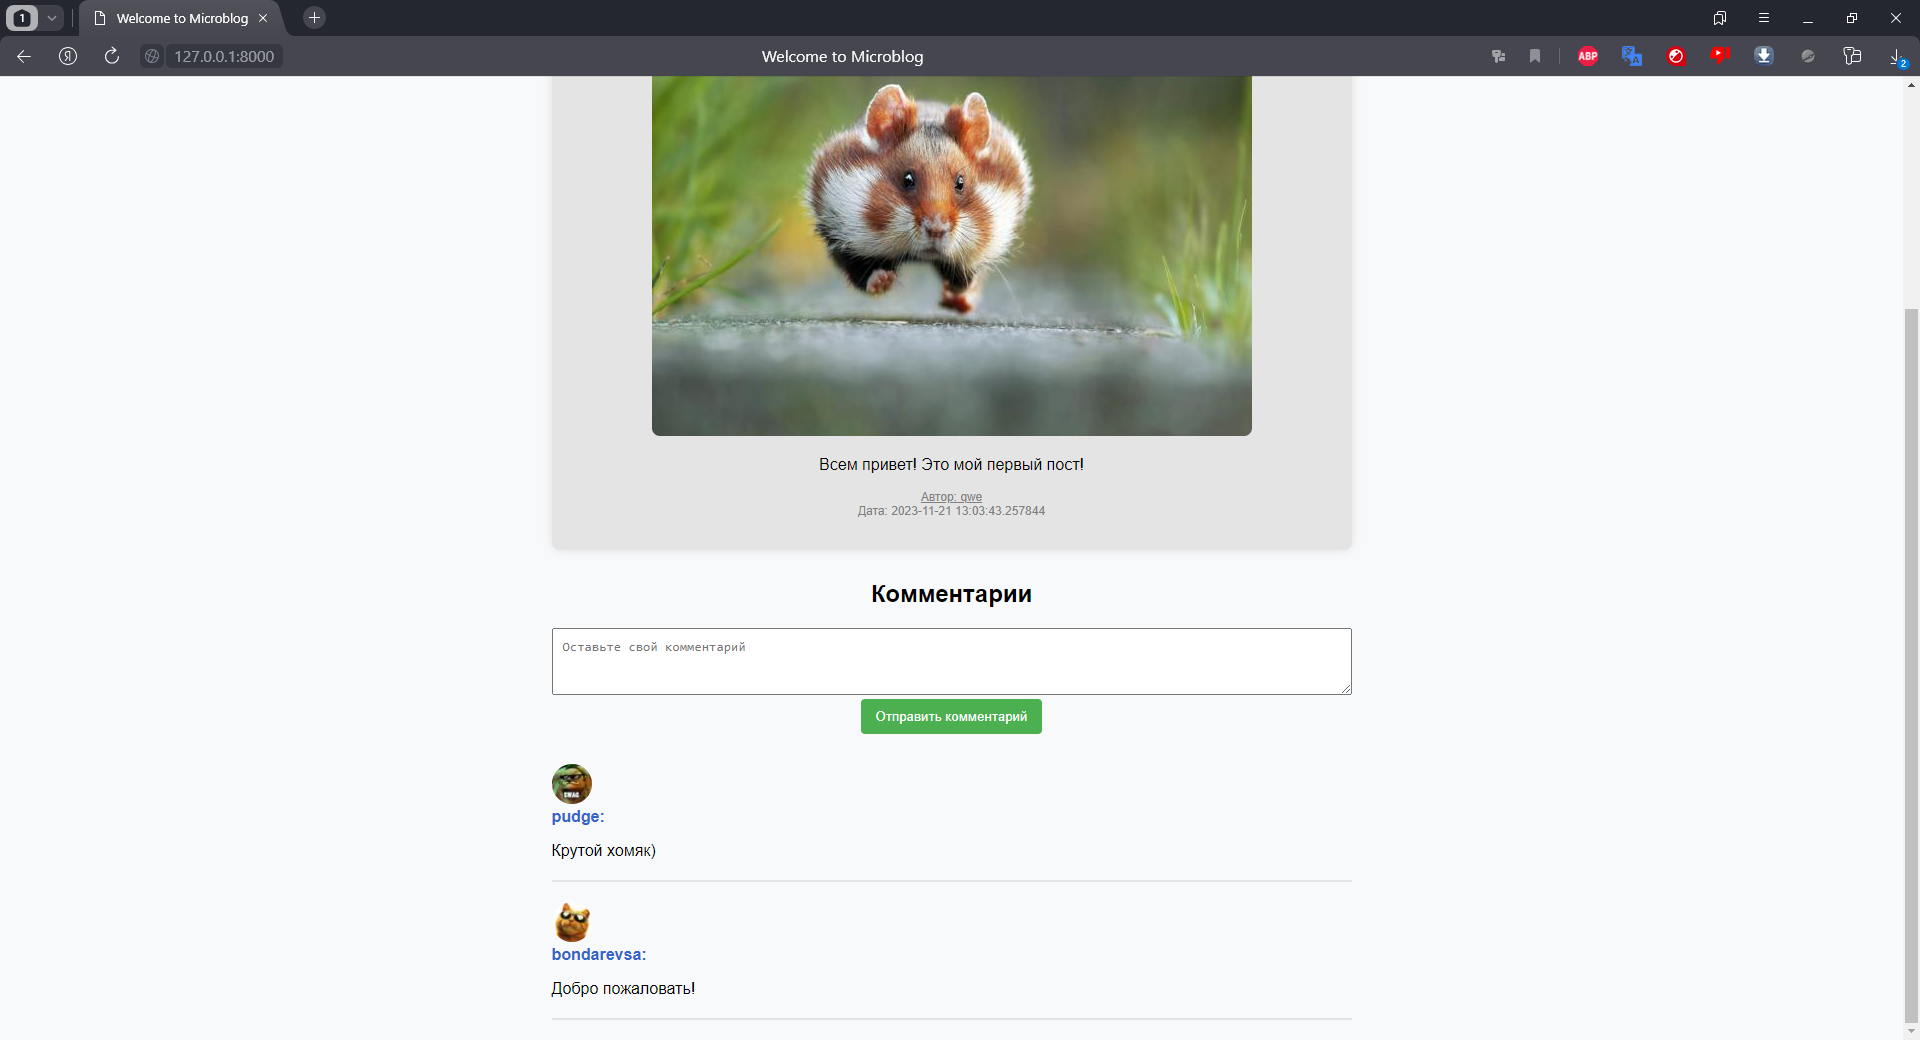 1
Welcome to Microblog
127.0.0.1:8000
Welcome to Microblog
ABP
2
Всем привет! Это мой первый пост!
Автор: qwe
Дата: 2023-11-21 13:03:43.257844
Комментарии
Оставьте свой комментарий
Отправить комментарий
SWAG
pudge:
Крутой хомяк)
bondarevsa:
Добро пожаловать!